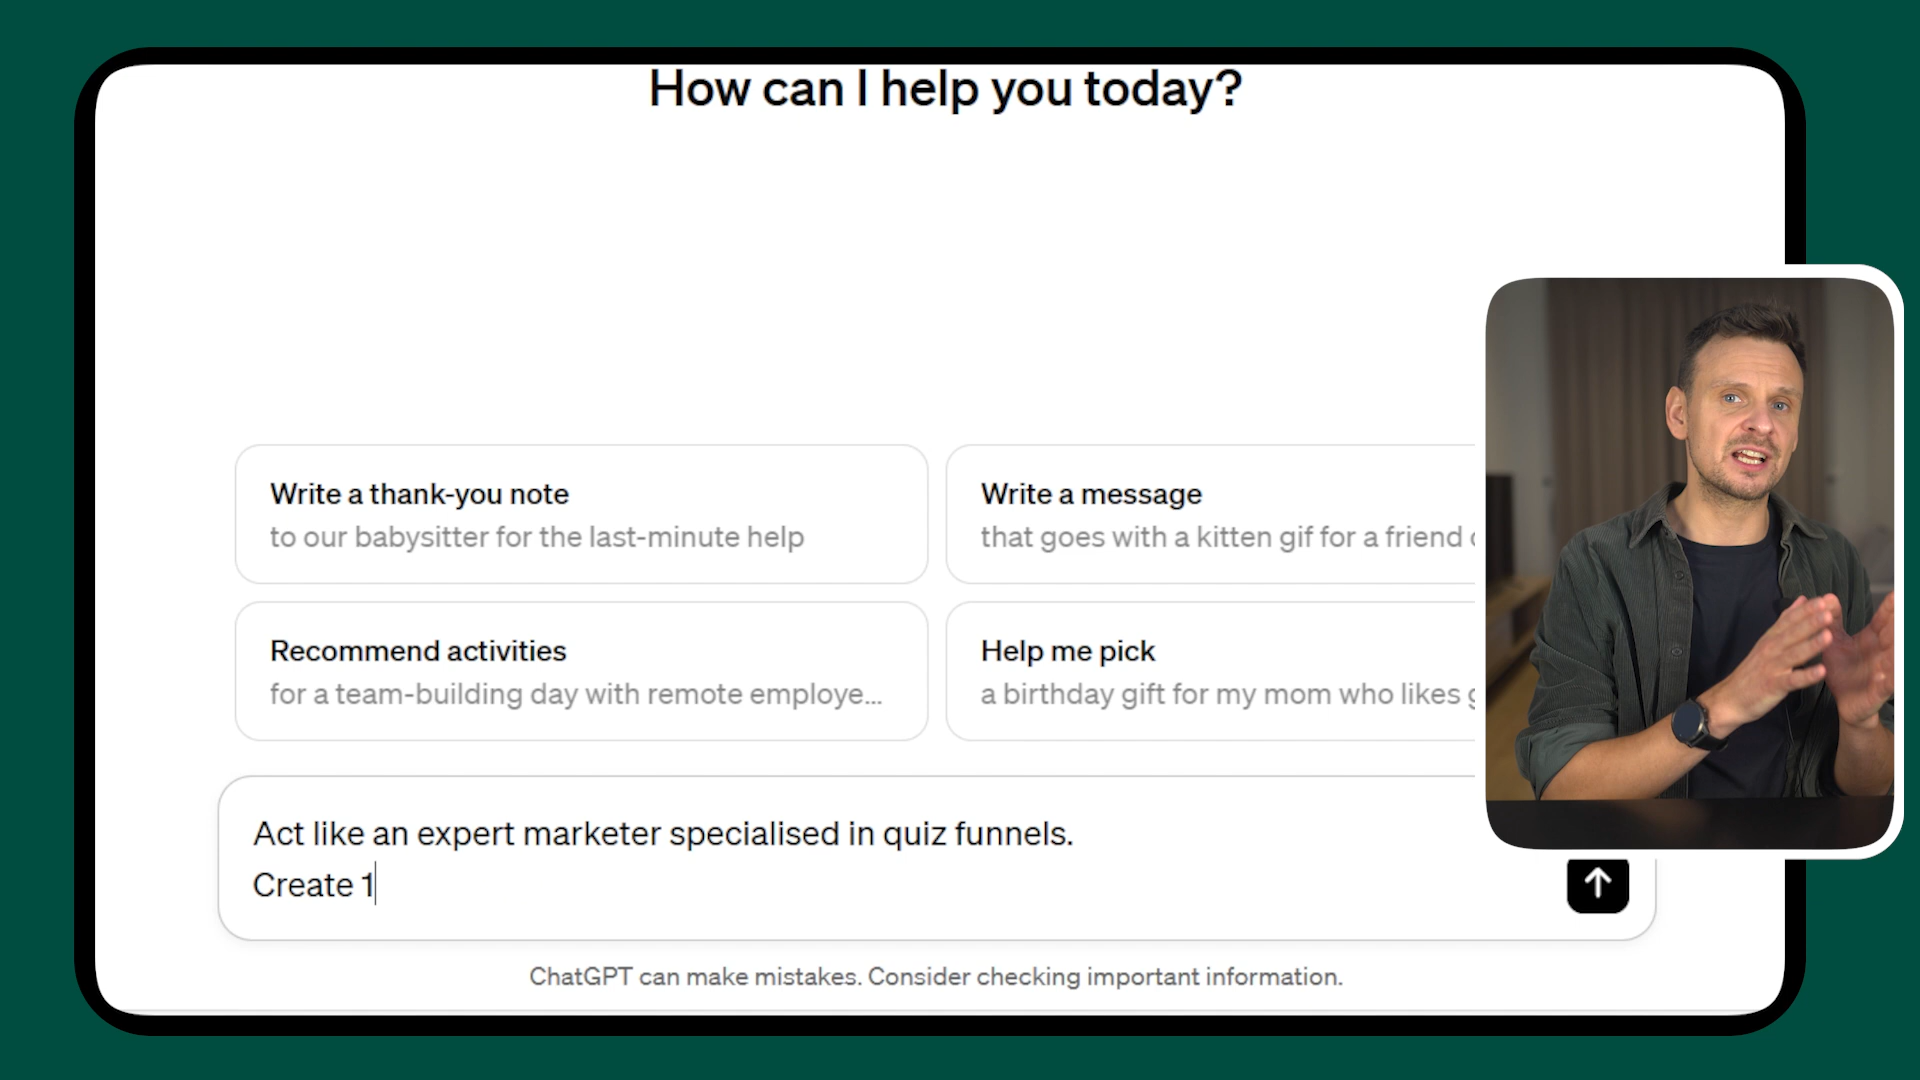 How can I help you today?
Write a thank-you note
to our babysitter for the last-minute help
Write a message
that goes with a kitten gif for a friend
Recommend activities
for a team-building day with remote employe...
Help me pick
a birthday gift for my mom who likes
Act like an expert marketer specialised in quiz funnels.
Create 1
ChatGPT can make mistakes. Consider checking important information.